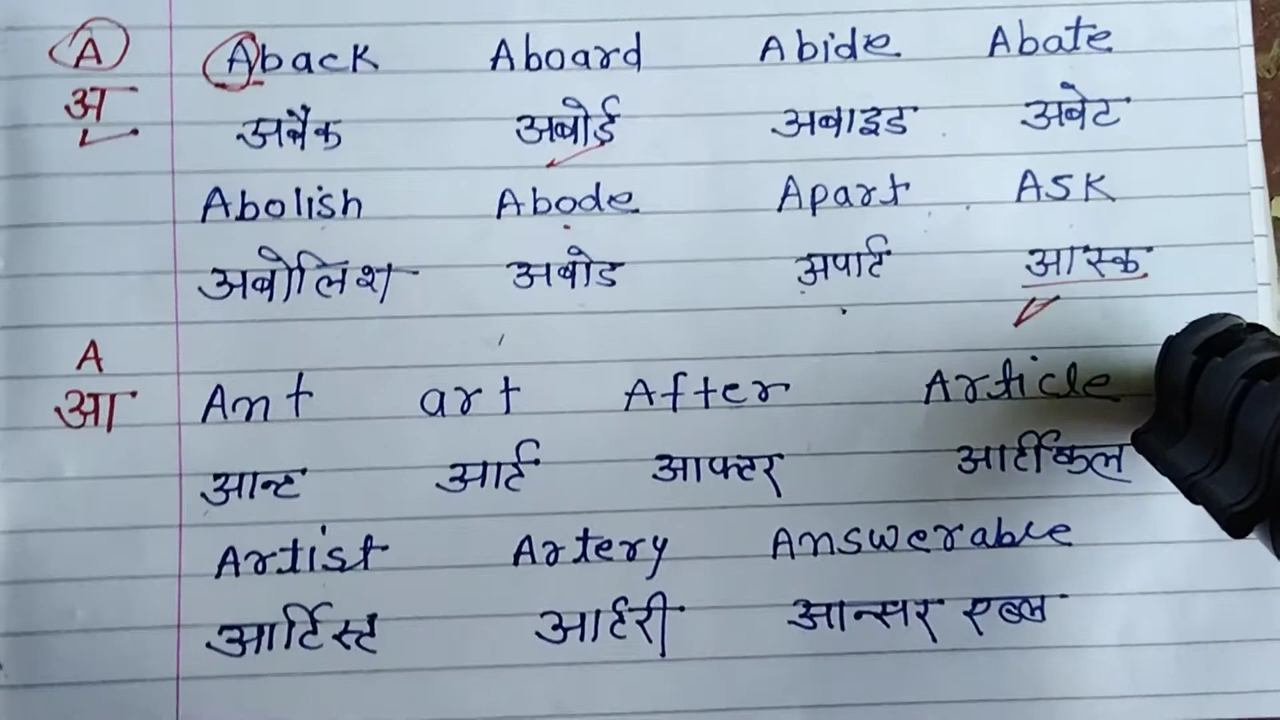 A Aback Aboard Abide Abate
अ अबैक अबोर्ड अबाइड अबेट
Abolish Abode Apart ASK
अबोलिश अबोड अपार्ट आस्क
A
आ Ant art After Article
आन्ट आर्ट आफ्टर आर्टीकल
Artist Artery Answerable
आर्टिस्ट आर्टरी आन्सर एब्ल